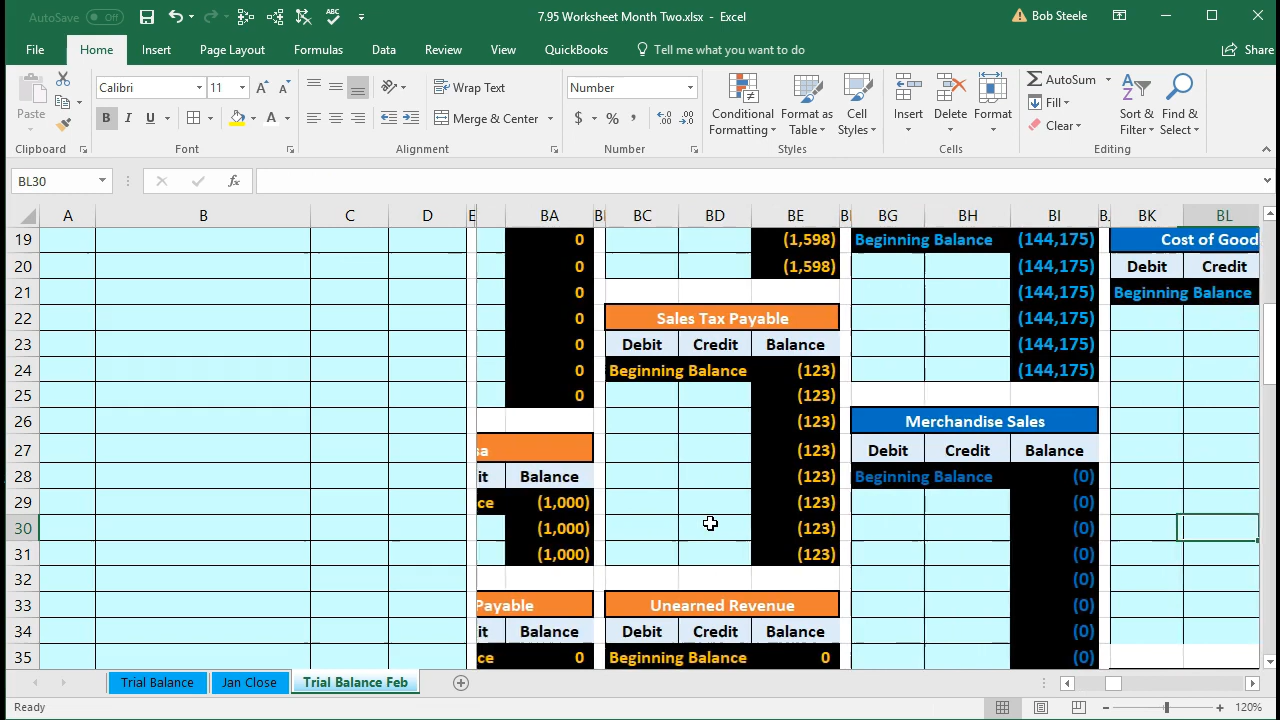 AutoSave Off 7.95 Worksheet Month Two.xlsx - Excel Bob Steele
File Home Insert Page Layout Formulas Data Review View QuickBooks Tell me what you want to do Share
Paste
Clipboard
Calibri 11
B I U
Font
Wrap Text
Merge & Center
Alignment
Number
$ % ,
Number
Conditional Formatting
Format as Table
Cell Styles
Styles
Insert Delete Format
Cells
AutoSum
Fill
Clear
Sort & Filter
Find & Select
Editing
BL30 fx
A B C D E BA BC BD BE BG BH BI BK BL
19 0 (1,598) Beginning Balance (144,175) Cost of Good
20 0 (1,598) (144,175) Debit Credit
21 0 (144,175) Beginning Balance
22 0 Sales Tax Payable (144,175)
23 0 Debit Credit Balance (144,175)
24 0 Beginning Balance (123) (144,175)
25 0 (123)
26 (123) Merchandise Sales
27 sa (123) Debit Credit Balance
28 it Balance (123) Beginning Balance (0)
29 ce (1,000) (123) (0)
30 (1,000) (123) (0)
31 (1,000) (123) (0)
32 (0)
33 Payable Unearned Revenue (0)
34 it Balance Debit Credit Balance (0)
35 ce 0 Beginning Balance 0 (0)
Trial Balance Jan Close Trial Balance Feb
Ready 120%